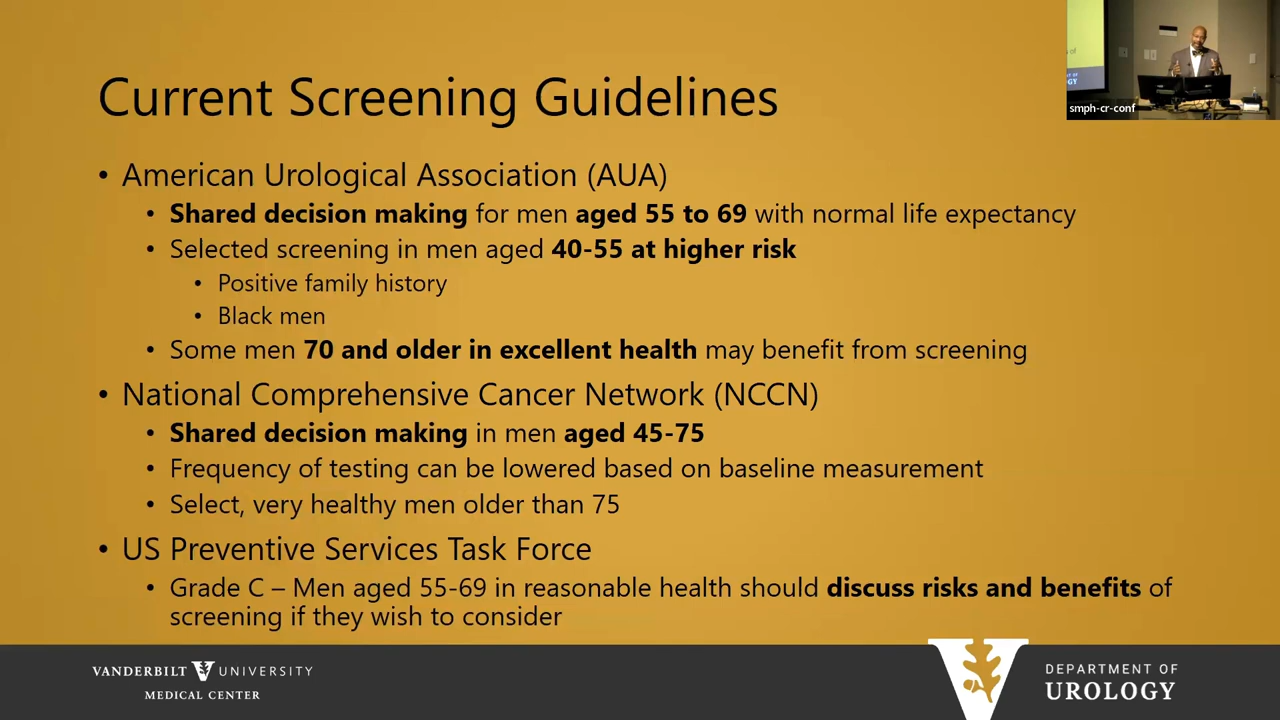 Current Screening Guidelines
smph-cr-conf
• American Urological Association (AUA)
• Shared decision making for men aged 55 to 69 with normal life expectancy
• Selected screening in men aged 40-55 at higher risk
• Positive family history
• Black men
• Some men 70 and older in excellent health may benefit from screening
• National Comprehensive Cancer Network (NCCN)
• Shared decision making in men aged 45-75
• Frequency of testing can be lowered based on baseline measurement
• Select, very healthy men older than 75
• US Preventive Services Task Force
• Grade C – Men aged 55-69 in reasonable health should discuss risks and benefits of
screening if they wish to consider
VANDERBILT UNIVERSITY
MEDICAL CENTER
DEPARTMENT OF
UROLOGY